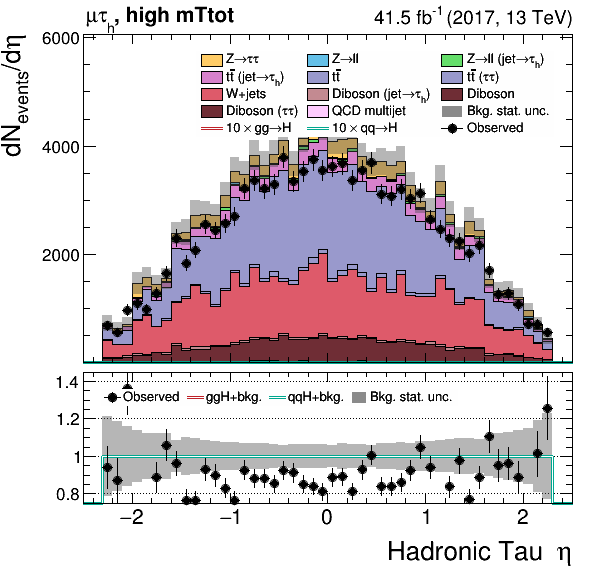 μτh, high mTtot 41.5 fb⁻¹ (2017, 13 TeV)
dNevents/dη
6000
4000
2000
Z→ττ Z→ll Z→ll (jet→τh)
tt̄ (jet→τh) tt̄ tt̄ (ττ)
W+jets Diboson (jet→τh) Diboson
Diboson (ττ) QCD multijet Bkg. stat. unc.
10 × gg→H 10 × qq→H Observed
1.4
1.2
1
0.8
Observed ggH+bkg. qqH+bkg. Bkg. stat. unc.
−2 −1 0 1 2
Hadronic Tau η